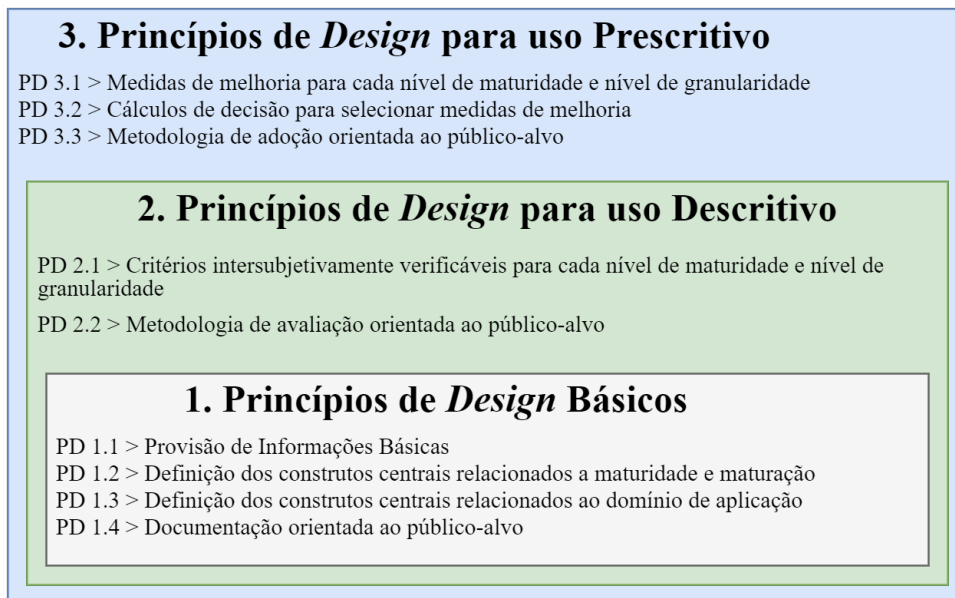 3. Princípios de Design para uso Prescritivo
PD 3.1 > Medidas de melhoria para cada nível de maturidade e nível de granularidade
PD 3.2 > Cálculos de decisão para selecionar medidas de melhoria
PD 3.3 > Metodologia de adoção orientada ao público-alvo
2. Princípios de Design para uso Descritivo
PD 2.1 > Critérios intersubjetivamente verificáveis para cada nível de maturidade e nível de
granularidade
PD 2.2 > Metodologia de avaliação orientada ao público-alvo
1. Princípios de Design Básicos
PD 1.1 > Provisão de Informações Básicas
PD 1.2 > Definição dos construtos centrais relacionados a maturidade e maturação
PD 1.3 > Definição dos construtos centrais relacionados ao domínio de aplicação
PD 1.4 > Documentação orientada ao público-alvo